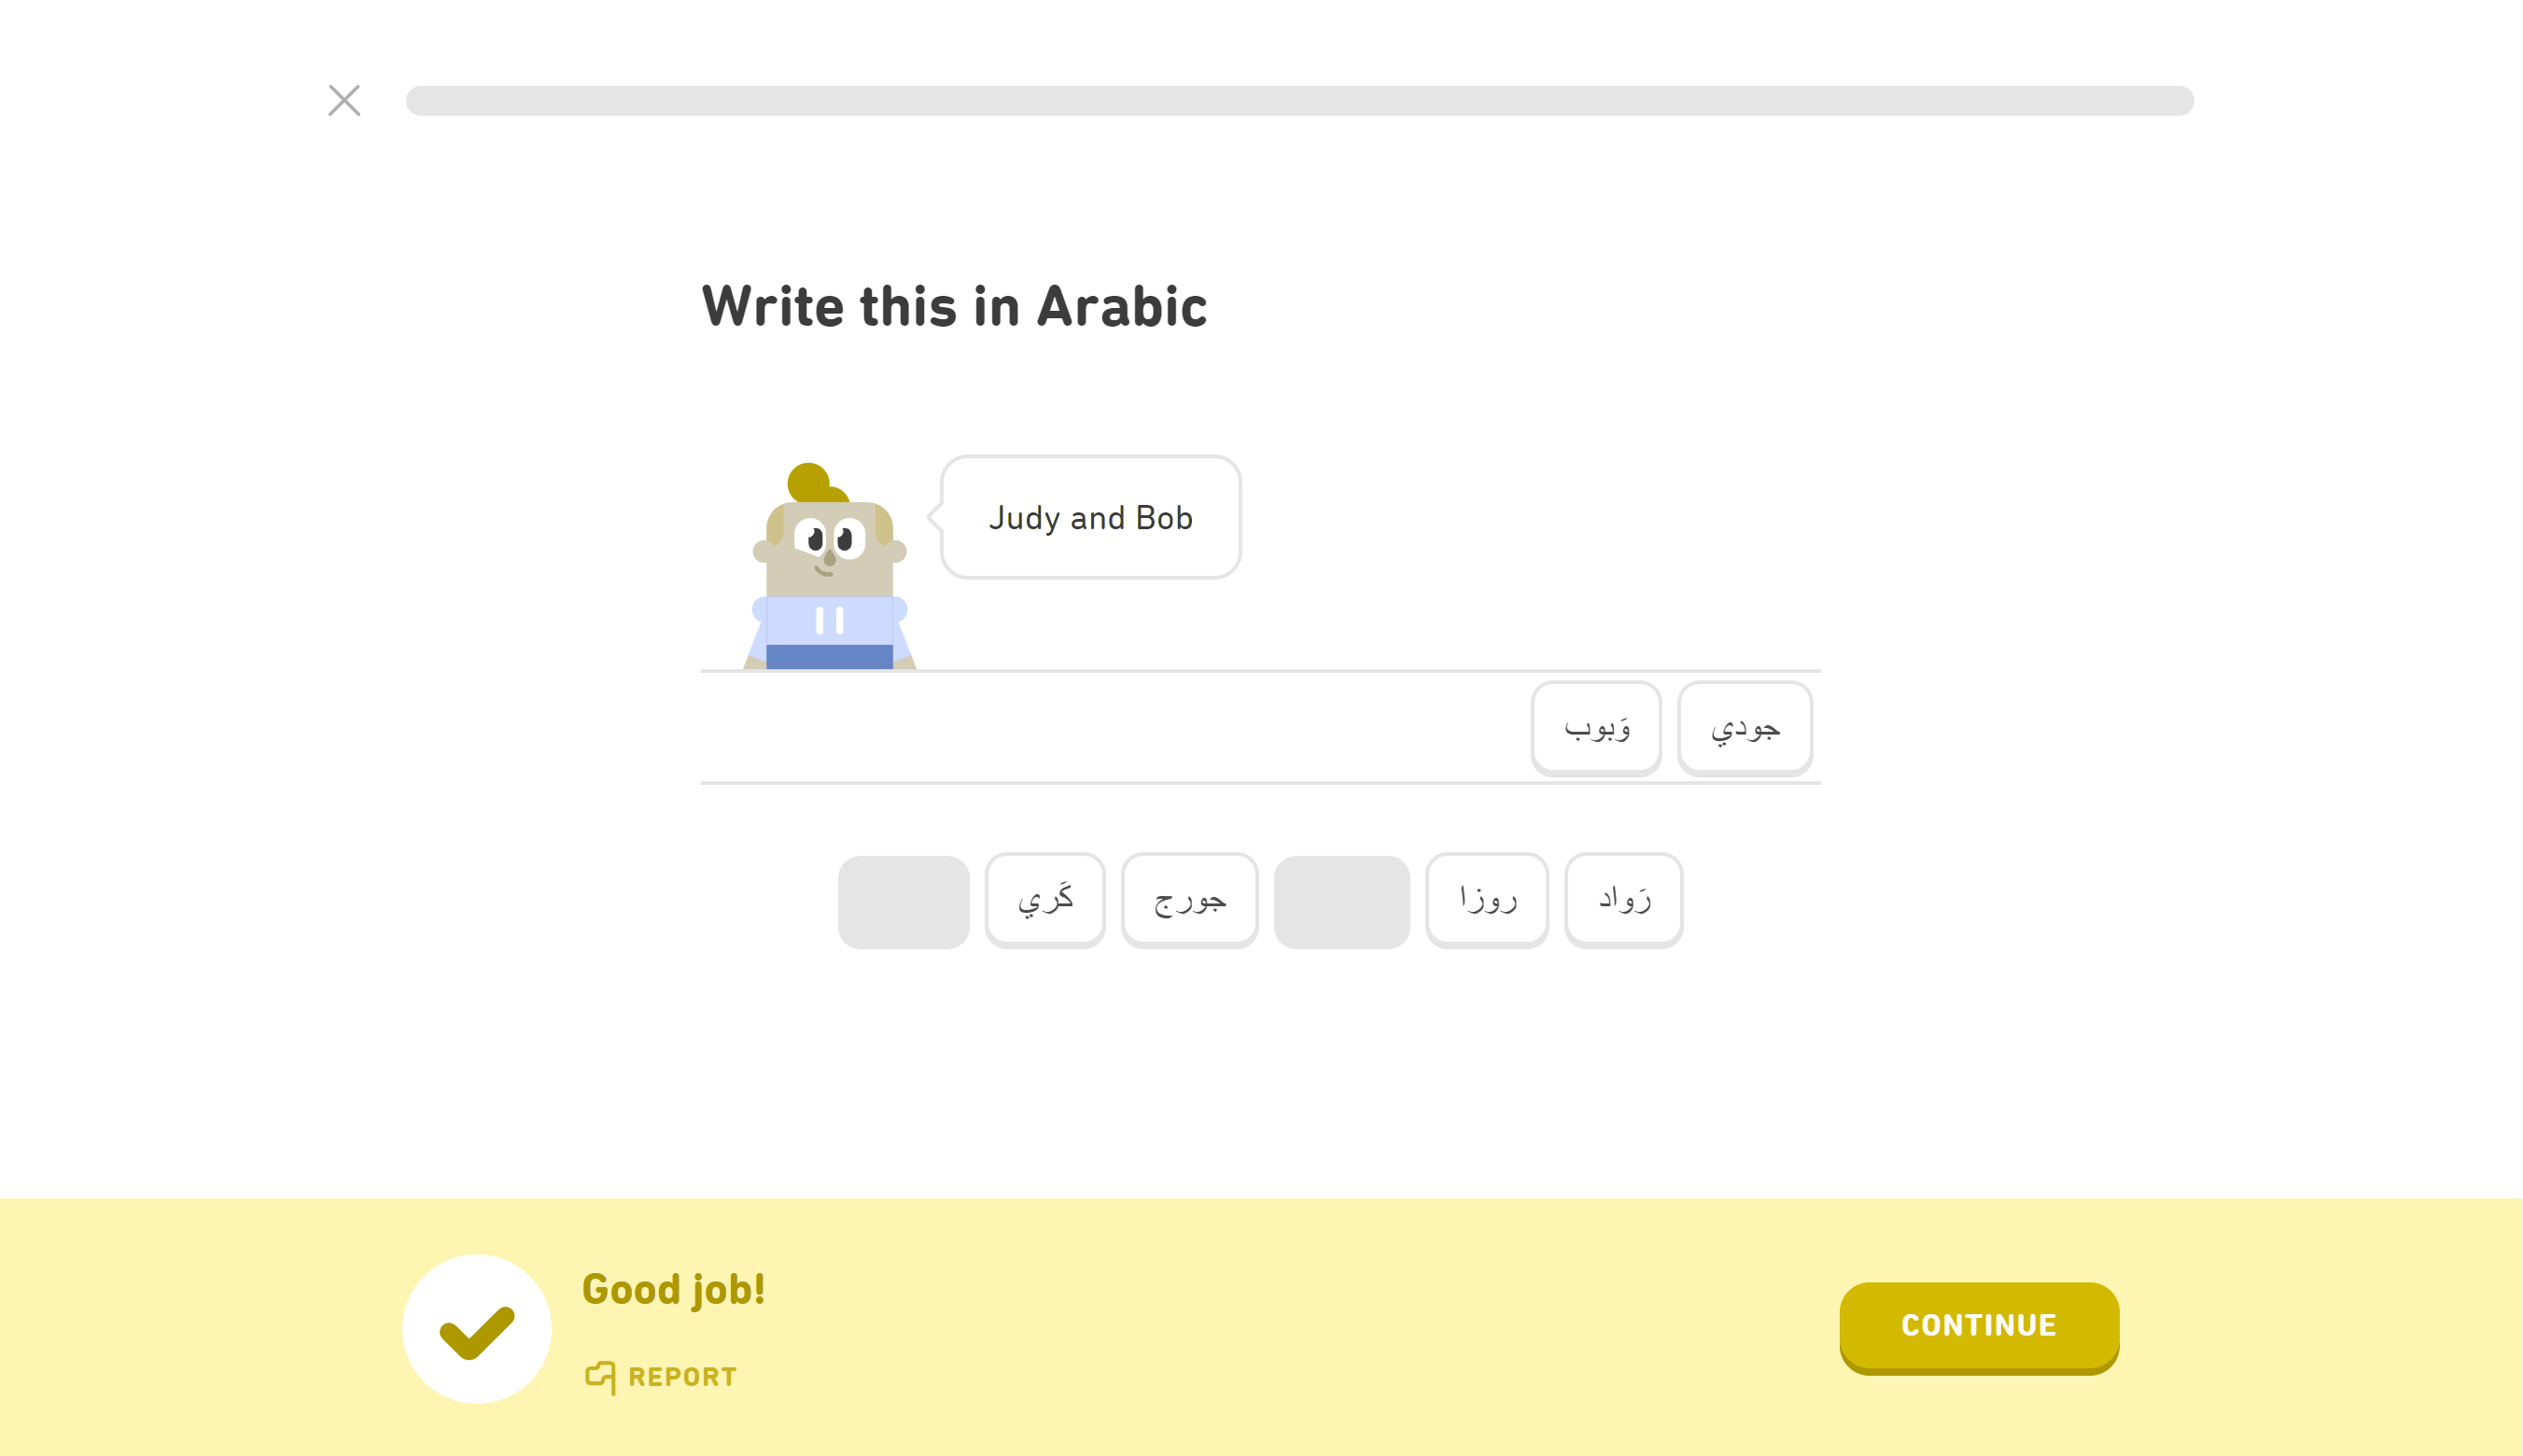 Write this in Arabic
Judy and Bob
جودي وَبوب
كَري جورج روزا رَواد
Good job!
REPORT
CONTINUE